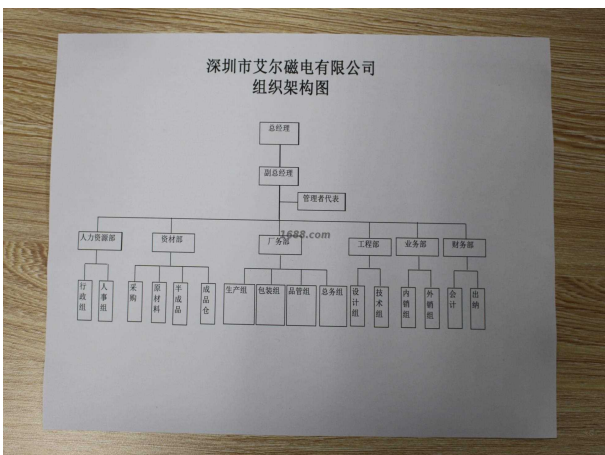 深圳市艾尔磁电有限公司
组织架构图
总经理
副总经理
管理者代表
1688.com
人力资源部
资材部
厂务部
工程部
业务部
财务部
行政组
人事组
采购
原材料
半成品
成品仓
生产组
包装组
品管组
总务组
设计组
技术组
内销组
外销组
会计
出纳